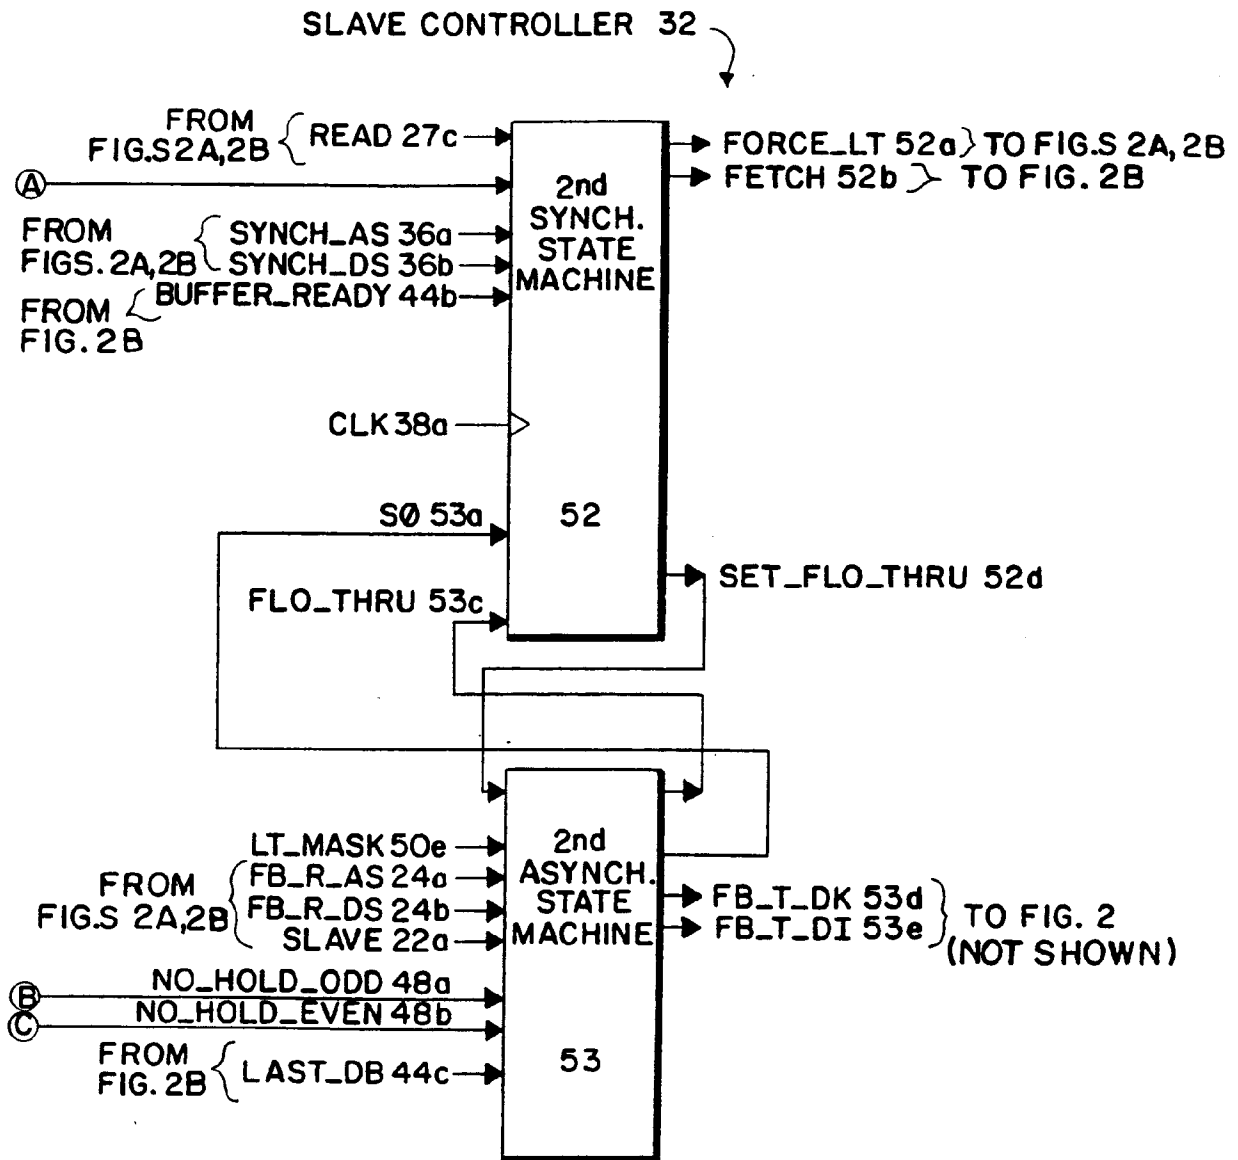 SLAVE CONTROLLER 32
FROM
FIG.S 2A, 2B
READ 27c
FORCE_LT 52a
TO FIG.S 2A, 2B
A
FETCH 52b
TO FIG. 2B
2nd
SYNCH.
STATE
MACHINE
FROM
FIGS. 2A, 2B
SYNCH_AS 36a
SYNCH_DS 36b
FROM
FIG. 2B
BUFFER_READY 44b
CLK 38a
SØ 53a
52
FLO_THRU 53c
SET_FLO_THRU 52d
2nd
ASYNCH.
STATE
MACHINE
LT_MASK 50e
FROM
FIG.S 2A, 2B
FB_R_AS 24a
FB_R_DS 24b
SLAVE 22a
FB_T_DK 53d
FB_T_DI 53e
TO FIG. 2
(NOT SHOWN)
B
NO_HOLD_ODD 48a
C
NO_HOLD_EVEN 48b
FROM
FIG. 2B
LAST_DB 44c
53